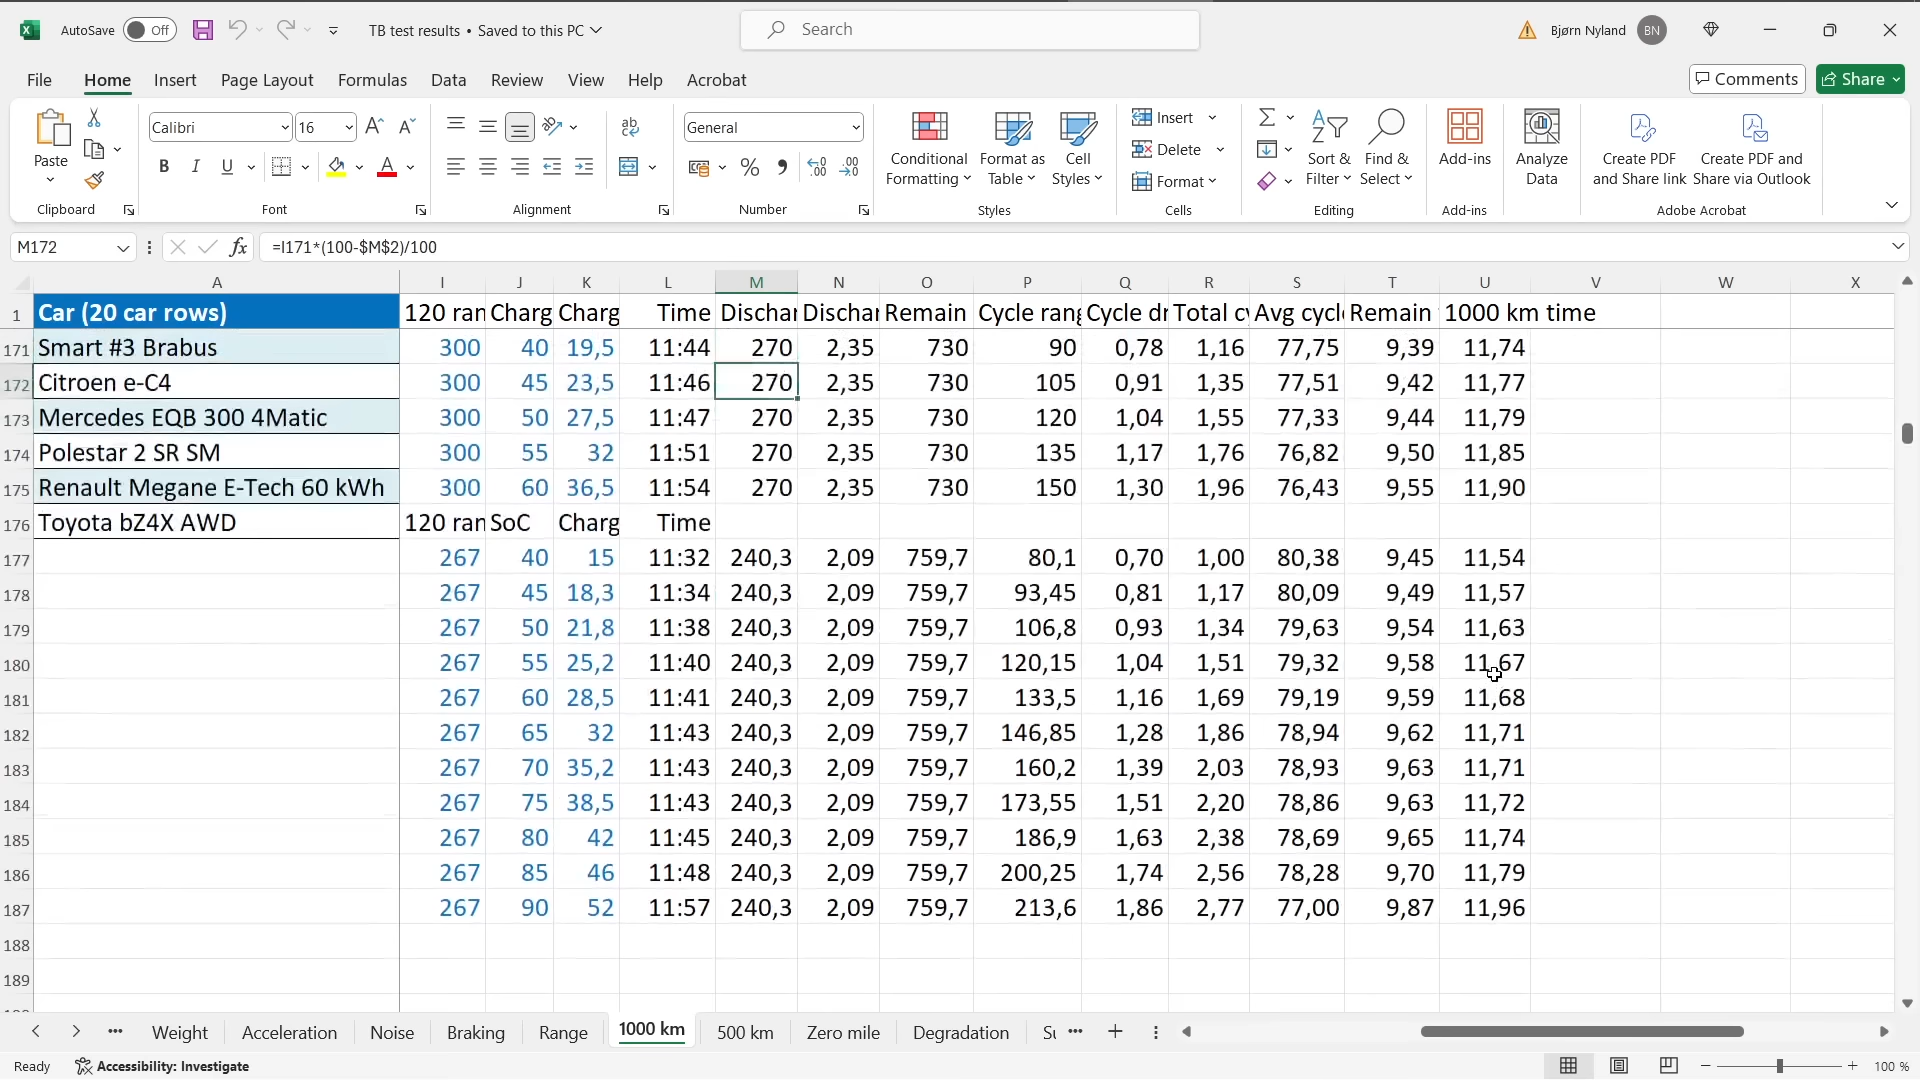 AutoSave Off TB test results • Saved to this PC Search Bjørn Nyland BN
File Home Insert Page Layout Formulas Data Review View Help Acrobat Comments Share
Paste Calibri 16 General Conditional Formatting Format as Table Cell Styles Insert Delete Format Sort & Filter Find & Select Add-ins Analyze Data Create PDF and Share link Create PDF and Share via Outlook
Clipboard Font Alignment Number Styles Cells Editing Add-ins Adobe Acrobat
M172 fx =I171*(100-$M$2)/100
A I J K L M N O P Q R S T U V W X
1 Car (20 car rows) 120 ran Charg Charg Time Dischar Dischar Remain Cycle rang Cycle dr Total cy Avg cycle Remain 1000 km time
171 Smart #3 Brabus 300 40 19,5 11:44 270 2,35 730 90 0,78 1,16 77,75 9,39 11,74
172 Citroen e-C4 300 45 23,5 11:46 270 2,35 730 105 0,91 1,35 77,51 9,42 11,77
173 Mercedes EQB 300 4Matic 300 50 27,5 11:47 270 2,35 730 120 1,04 1,55 77,33 9,44 11,79
174 Polestar 2 SR SM 300 55 32 11:51 270 2,35 730 135 1,17 1,76 76,82 9,50 11,85
175 Renault Megane E-Tech 60 kWh 300 60 36,5 11:54 270 2,35 730 150 1,30 1,96 76,43 9,55 11,90
176 Toyota bZ4X AWD 120 ran SoC Charg Time
177 267 40 15 11:32 240,3 2,09 759,7 80,1 0,70 1,00 80,38 9,45 11,54
178 267 45 18,3 11:34 240,3 2,09 759,7 93,45 0,81 1,17 80,09 9,49 11,57
179 267 50 21,8 11:38 240,3 2,09 759,7 106,8 0,93 1,34 79,63 9,54 11,63
180 267 55 25,2 11:40 240,3 2,09 759,7 120,15 1,04 1,51 79,32 9,58 11,67
181 267 60 28,5 11:41 240,3 2,09 759,7 133,5 1,16 1,69 79,19 9,59 11,68
182 267 65 32 11:43 240,3 2,09 759,7 146,85 1,28 1,86 78,94 9,62 11,71
183 267 70 35,2 11:43 240,3 2,09 759,7 160,2 1,39 2,03 78,93 9,63 11,71
184 267 75 38,5 11:43 240,3 2,09 759,7 173,55 1,51 2,20 78,86 9,63 11,72
185 267 80 42 11:45 240,3 2,09 759,7 186,9 1,63 2,38 78,69 9,65 11,74
186 267 85 46 11:48 240,3 2,09 759,7 200,25 1,74 2,56 78,28 9,70 11,79
187 267 90 52 11:57 240,3 2,09 759,7 213,6 1,86 2,77 77,00 9,87 11,96
188
189
Weight Acceleration Noise Braking Range 1000 km 500 km Zero mile Degradation Su
Ready Accessibility: Investigate 100 %